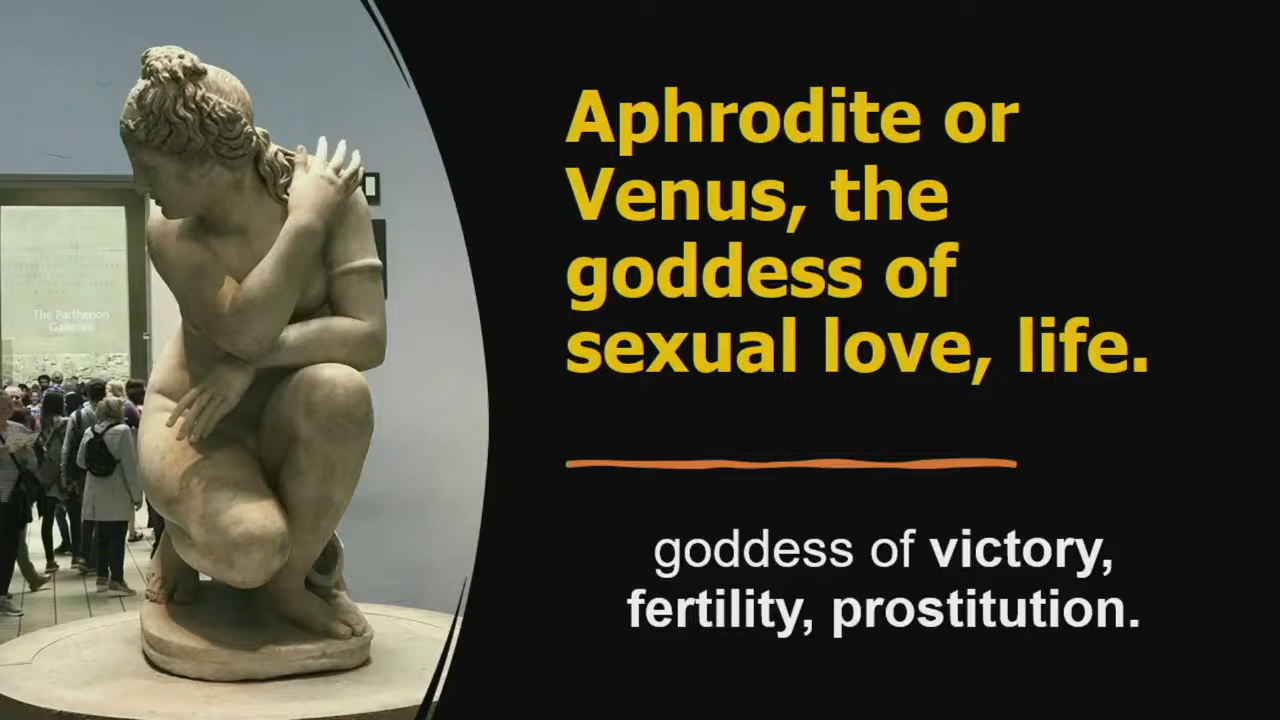 The Parthenon
Galleries
Aphrodite or
Venus, the
goddess of
sexual love, life.
goddess of victory,
fertility, prostitution.